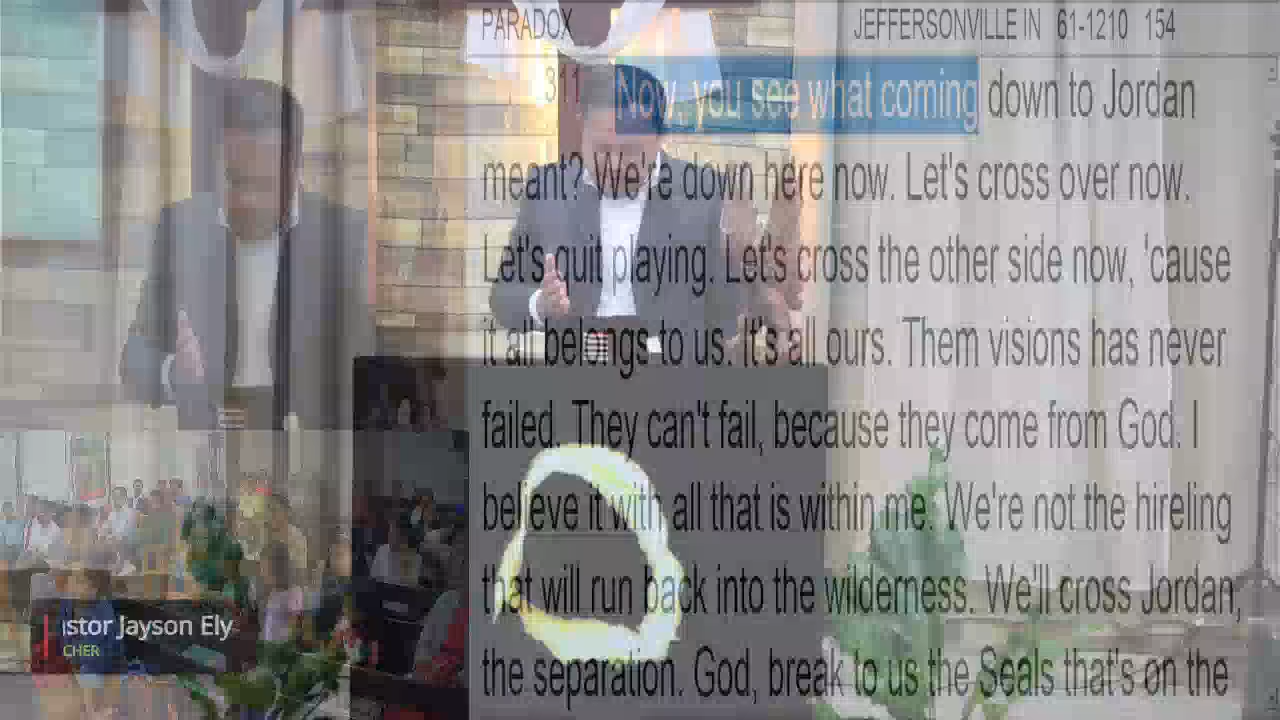 PARADOX JEFFERSONVILLE IN 61-1210 154
311 Now, you see what coming down to Jordan
meant? We're down here now. Let's cross over now.
Let's quit playing. Let's cross the other side now, 'cause
it all belongs to us. It's all ours. Them visions has never
failed. They can't fail, because they come from God. I
believe it with all that is within me. We're not the hireling
that will run back into the wilderness. We'll cross Jordan,
the separation. God, break to us the Seals that's on the
stor Jayson Ely
CHER